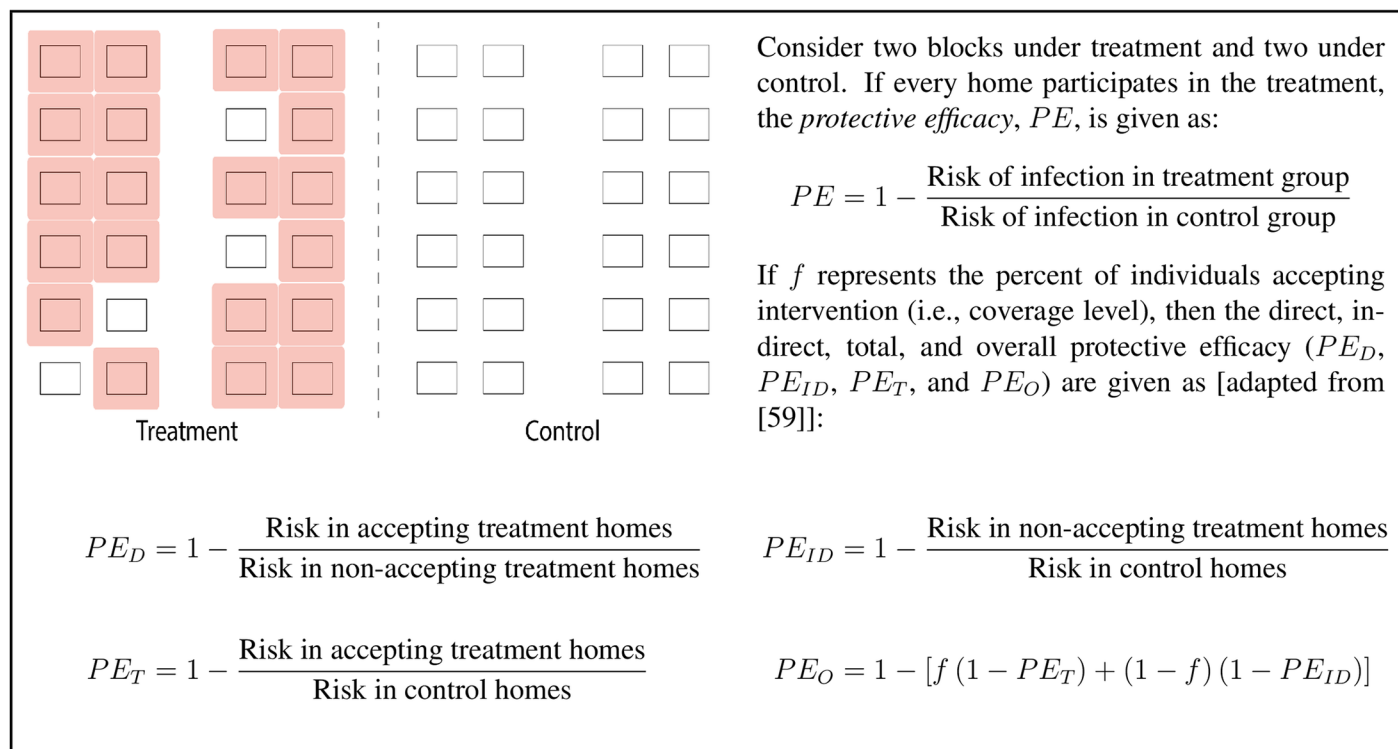 Consider two blocks under treatment and two under
control. If every home participates in the treatment,
the protective efficacy, PE, is given as:
PE = 1 − Risk of infection in treatment group / Risk of infection in control group
If f represents the percent of individuals accepting
intervention (i.e., coverage level), then the direct, in-
direct, total, and overall protective efficacy (PE_D,
PE_ID, PE_T, and PE_O) are given as [adapted from
[59]]:
Treatment
Control
PE_D = 1 − Risk in accepting treatment homes / Risk in non-accepting treatment homes
PE_ID = 1 − Risk in non-accepting treatment homes / Risk in control homes
PE_T = 1 − Risk in accepting treatment homes / Risk in control homes
PE_O = 1 − [f (1 − PE_T) + (1 − f) (1 − PE_ID)]